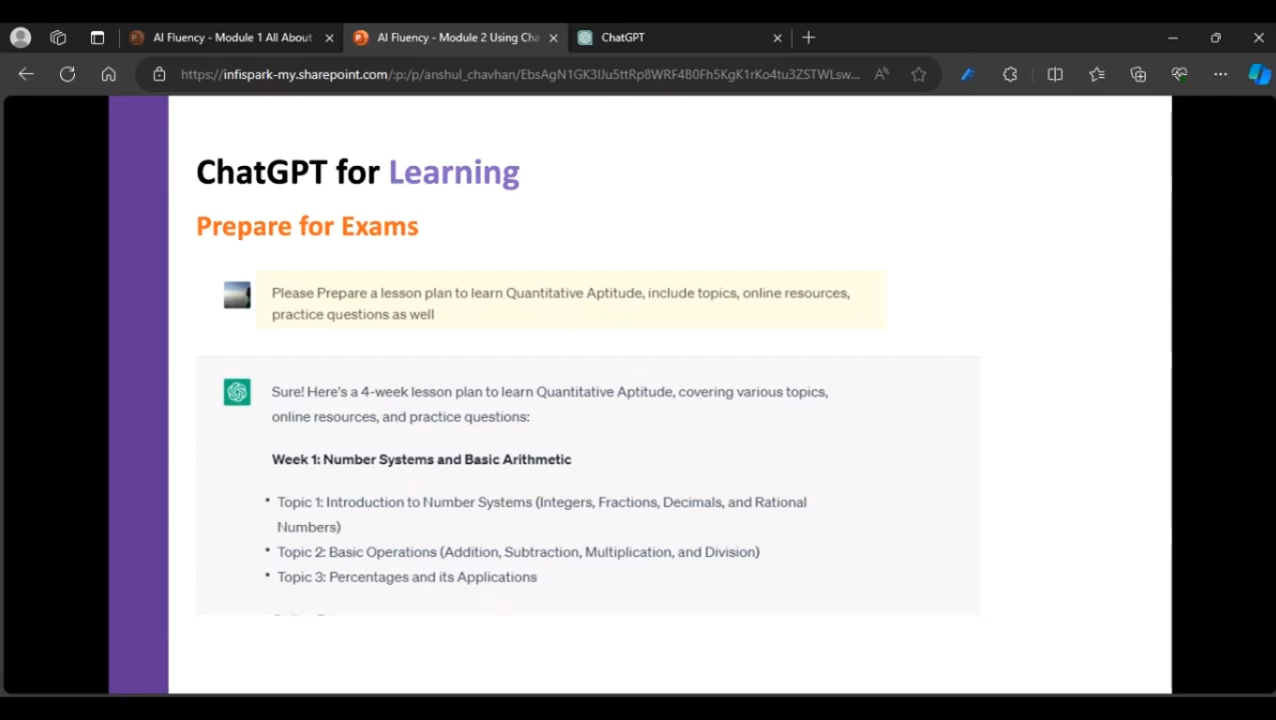 AI Fluency - Module 1 All About
AI Fluency - Module 2 Using Cha
ChatGPT
https://infispark-my.sharepoint.com/:p:/p/anshul_chavhan/EbsAgN1GK3IJu5ttRp8WRF4B0Fh5KgK1rKo4tu3ZSTWLsw...
ChatGPT for Learning
Prepare for Exams
Please Prepare a lesson plan to learn Quantitative Aptitude, include topics, online resources,
practice questions as well
Sure! Here's a 4-week lesson plan to learn Quantitative Aptitude, covering various topics,
online resources, and practice questions:
Week 1: Number Systems and Basic Arithmetic
• Topic 1: Introduction to Number Systems (Integers, Fractions, Decimals, and Rational
Numbers)
• Topic 2: Basic Operations (Addition, Subtraction, Multiplication, and Division)
• Topic 3: Percentages and its Applications